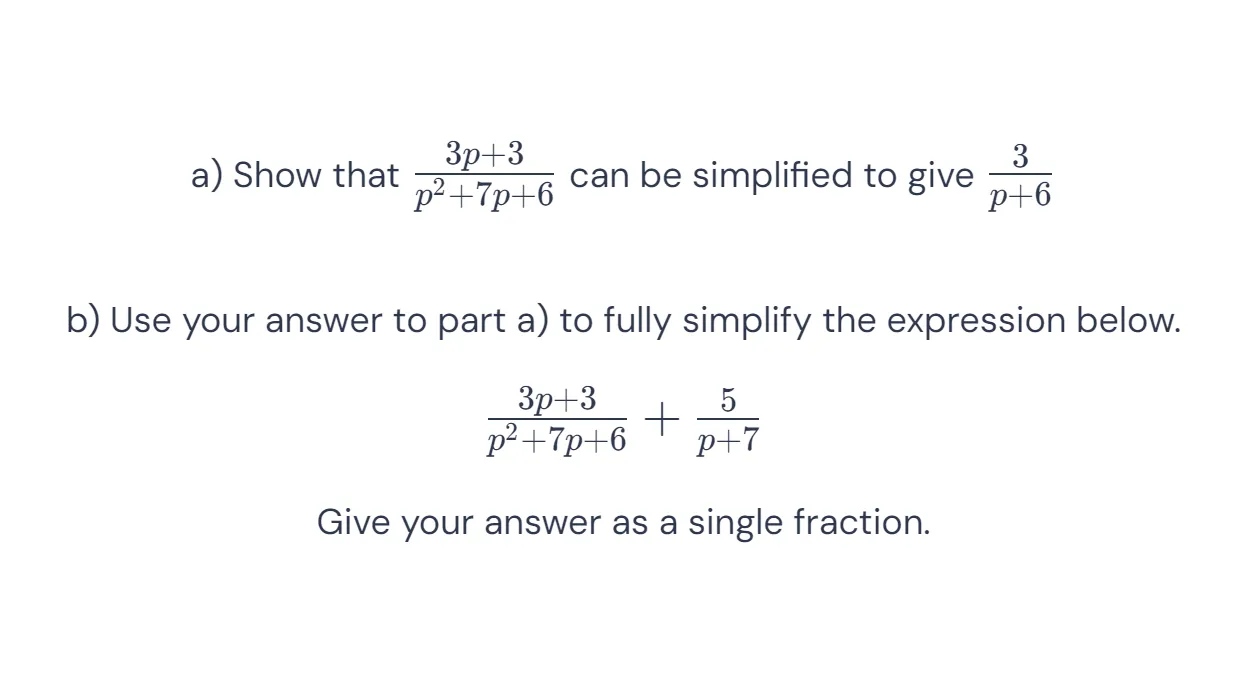 a) Show that \frac{3p+3}{p^2+7p+6} can be simplified to give \frac{3}{p+6}
b) Use your answer to part a) to fully simplify the expression below.
\frac{3p+3}{p^2+7p+6} + \frac{5}{p+7}
Give your answer as a single fraction.